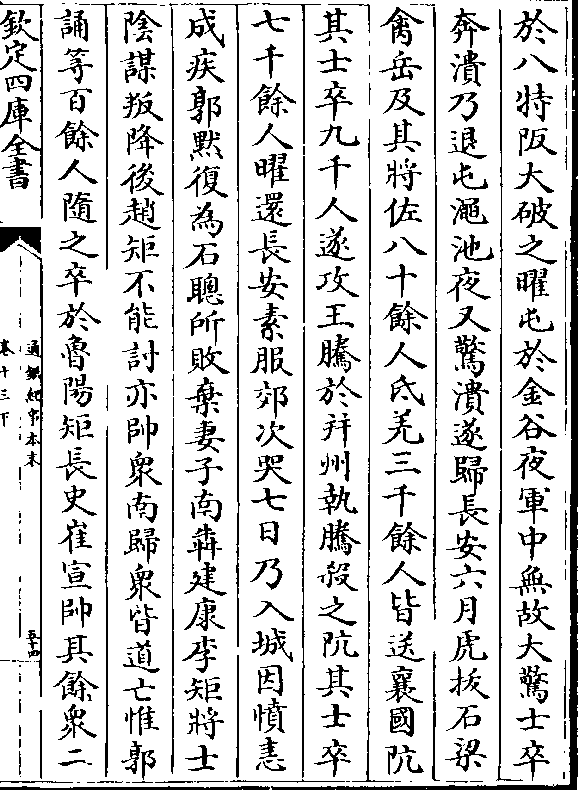 於八特阪大破之曜屯於金谷夜軍中無故大驚士卒
奔潰乃退屯澠池夜又驚潰遂歸長安六月虎拔石梁
禽岳及其將佐八十餘人氐羌三千餘人皆送襄國阬
其士卒九千人遂攻王騰於幷州執騰殺之阬其士卒
七千餘人曜還長安素服郊次哭七日乃入城因憤恚
成疾郭默復為石聰所敗棄妻子南犇建康李矩將士
陰謀叛降後趙矩不能討亦帥衆南歸衆皆道亡惟郭
誦等百餘人隨之卒於魯陽矩長史崔宣帥其餘衆二
欽定四庫全書
通鑑紀事本末
卷十三下
五十四